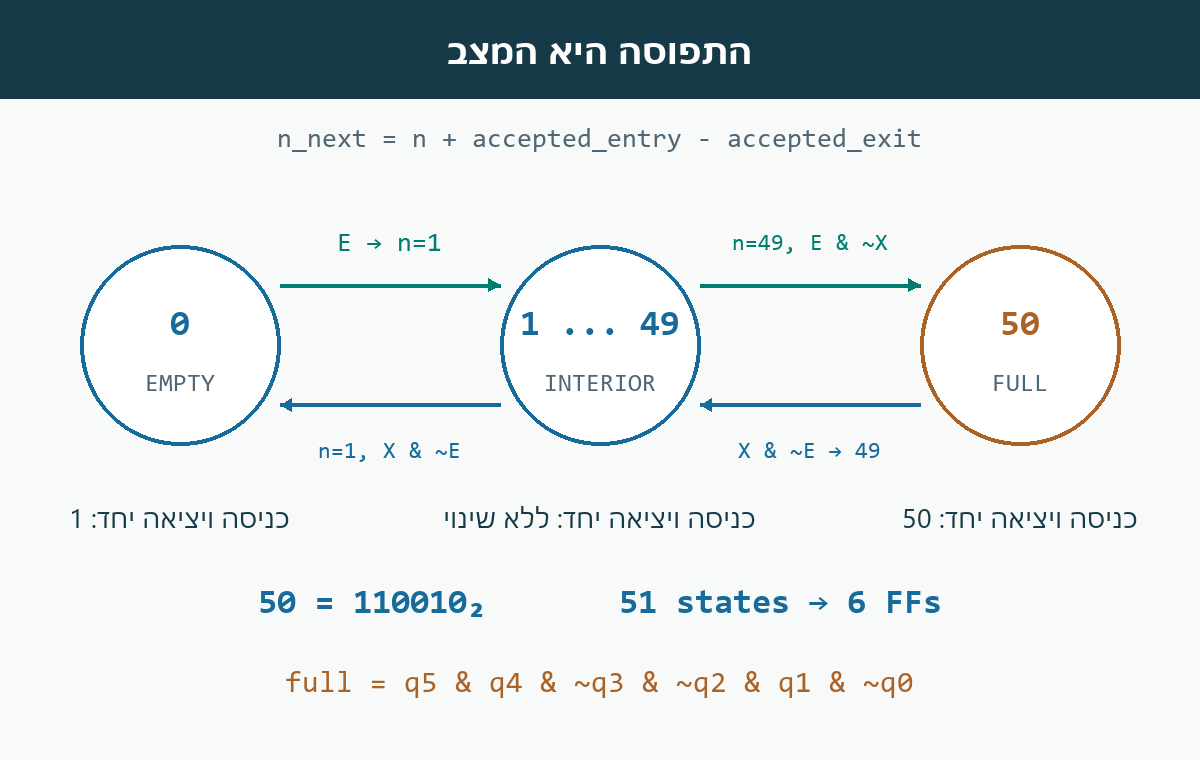 התפוסה היא המצב
n_next = n + accepted_entry - accepted_exit
E → n=1
n=49, E & ~X
0
EMPTY
1 ... 49
INTERIOR
50
FULL
n=1, X & ~E
X & ~E → 49
כניסה ויציאה יחד: 1
כניסה ויציאה יחד: ללא שינוי
כניסה ויציאה יחד: 50
50 = 110010₂
51 states → 6 FFs
full = q5 & q4 & ~q3 & ~q2 & q1 & ~q0